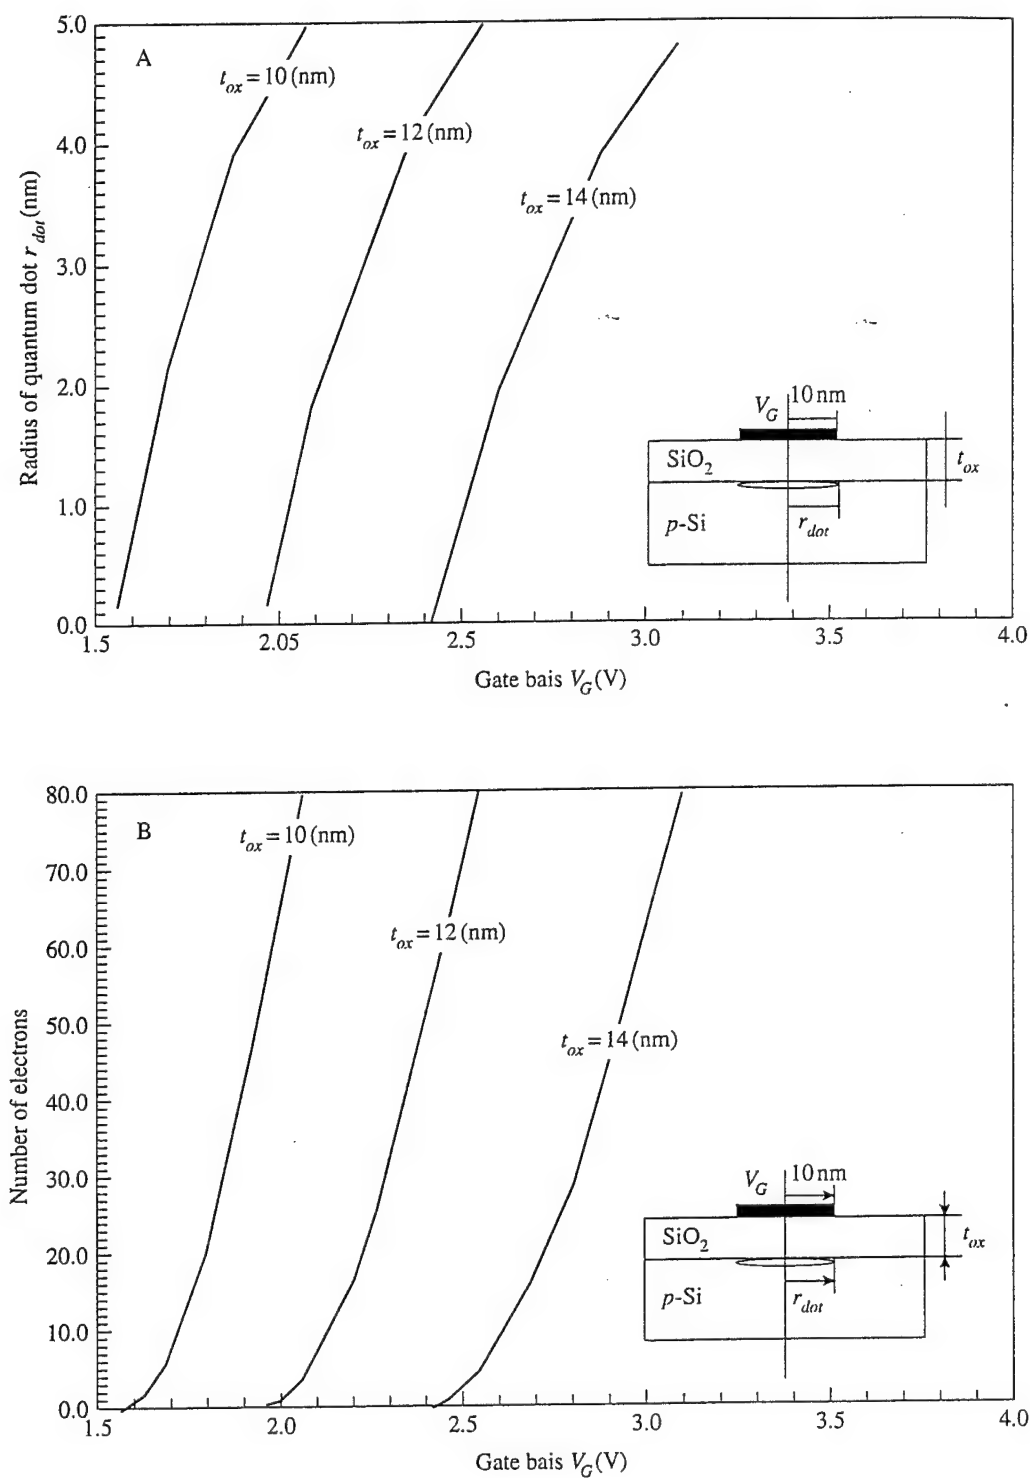 A
5.0
4.0
3.0
2.0
1.0
0.0
Radius of quantum dot r_dot (nm)
t_ox = 10 (nm)
t_ox = 12 (nm)
t_ox = 14 (nm)
V_G
10 nm
SiO2
t_ox
p-Si
r_dot
1.5 2.05 2.5 3.0 3.5 4.0
Gate bais V_G (V)
B
80.0
70.0
60.0
50.0
40.0
30.0
20.0
10.0
0.0
Number of electrons
t_ox = 10 (nm)
t_ox = 12 (nm)
t_ox = 14 (nm)
V_G
10 nm
SiO2
t_ox
p-Si
r_dot
1.5 2.0 2.5 3.0 3.5 4.0
Gate bais V_G (V)